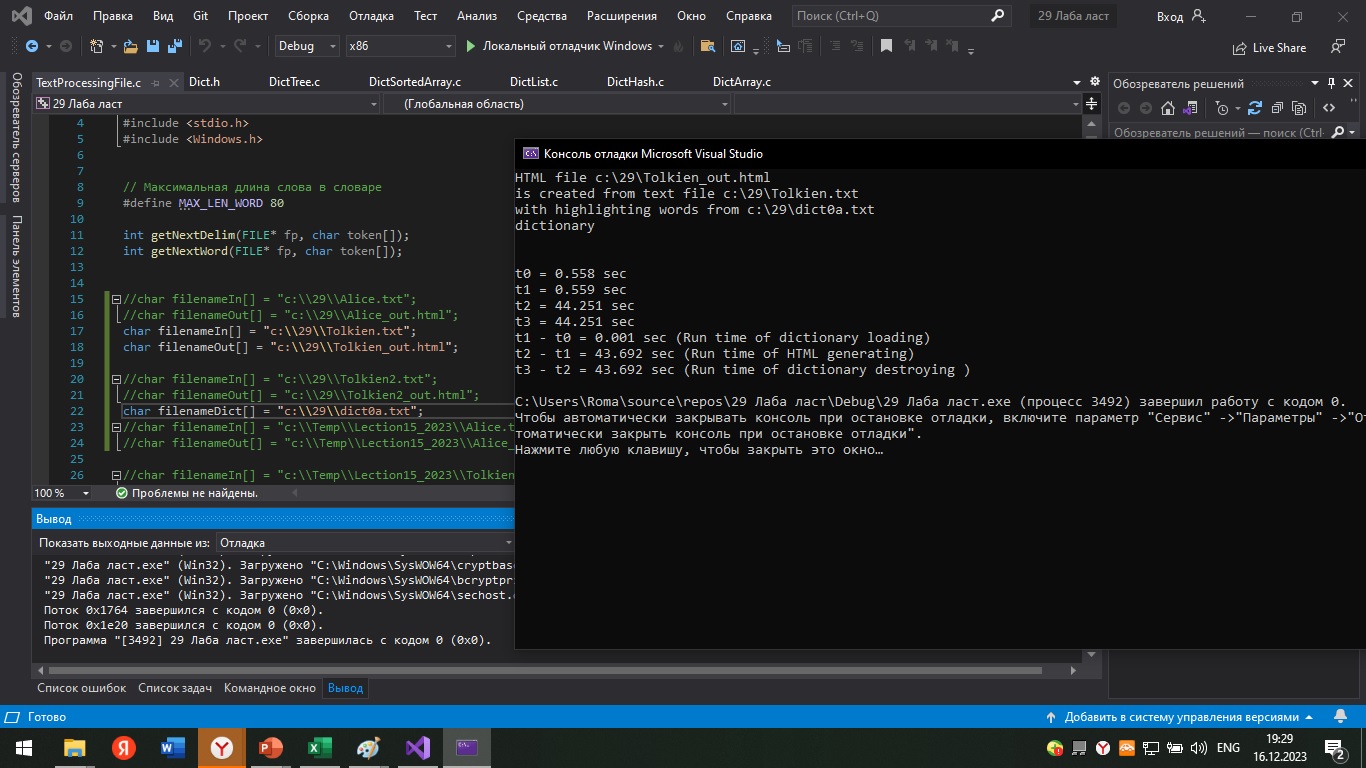 Файл Правка Вид Git Проект Сборка Отладка Тест Анализ Средства Расширения Окно Справка Поиск (Ctrl+Q) 29 Лаба ласт Вход
Debug x86 Локальный отладчик Windows Live Share
Обозреватель серверов
Панель элементов
TextProcessingFile.c Dict.h DictTree.c DictSortedArray.c DictList.c DictHash.c DictArray.c
29 Лаба ласт (Глобальная область)
4 #include <stdio.h>
5 #include <Windows.h>
6
7
8 // Максимальная длина слова в словаре
9 #define MAX_LEN_WORD 80
10
11 int getNextDelim(FILE* fp, char token[]);
12 int getNextWord(FILE* fp, char token[]);
13
14
15 //char filenameIn[] = "c:\\29\\Alice.txt";
16 //char filenameOut[] = "c:\\29\\Alice_out.html";
17 char filenameIn[] = "c:\\29\\Tolkien.txt";
18 char filenameOut[] = "c:\\29\\Tolkien_out.html";
19
20 //char filenameIn[] = "c:\\29\\Tolkien2.txt";
21 //char filenameOut[] = "c:\\29\\Tolkien2_out.html";
22 char filenameDict[] = "c:\\29\\dict0a.txt";
23 //char filenameIn[] = "c:\\Temp\\Lection15_2023\\Alice.t
24 //char filenameOut[] = "c:\\Temp\\Lection15_2023\\Alice_
25
26 //char filenameIn[] = "c:\\Temp\\Lection15_2023\\Tolkien
100 % Проблемы не найдены.
Обозреватель решений
Обозреватель решений — поиск (Ctrl+
Консоль отладки Microsoft Visual Studio
HTML file c:\29\Tolkien_out.html
is created from text file c:\29\Tolkien.txt
with highlighting words from c:\29\dict0a.txt
dictionary
t0 = 0.558 sec
t1 = 0.559 sec
t2 = 44.251 sec
t3 = 44.251 sec
t1 - t0 = 0.001 sec (Run time of dictionary loading)
t2 - t1 = 43.692 sec (Run time of HTML generating)
t3 - t2 = 43.692 sec (Run time of dictionary destroying )
C:\Users\Roma\source\repos\29 Лаба ласт\Debug\29 Лаба ласт.exe (процесс 3492) завершил работу с кодом 0.
Чтобы автоматически закрывать консоль при остановке отладки, включите параметр "Сервис" ->"Параметры" ->"От
томатически закрыть консоль при остановке отладки".
Нажмите любую клавишу, чтобы закрыть это окно…
Вывод
Показать выходные данные из: Отладка
"29 Лаба ласт.exe" (Win32). Загружено "C:\Windows\SysWOW64\cryptbas
"29 Лаба ласт.exe" (Win32). Загружено "C:\Windows\SysWOW64\bcryptpr
"29 Лаба ласт.exe" (Win32). Загружено "C:\Windows\SysWOW64\sechost.
Поток 0x1764 завершился с кодом 0 (0x0).
Поток 0x1e20 завершился с кодом 0 (0x0).
Программа "[3492] 29 Лаба ласт.exe" завершилась с кодом 0 (0x0).
Список ошибок Список задач Командное окно Вывод
Готово Добавить в систему управления версиями
ENG 19:29
16.12.2023 2